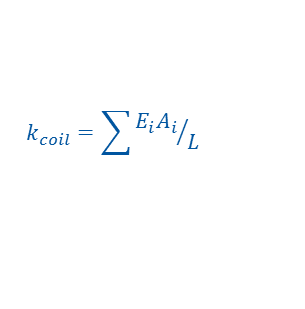 k_coil = ∑ E_i A_i / L